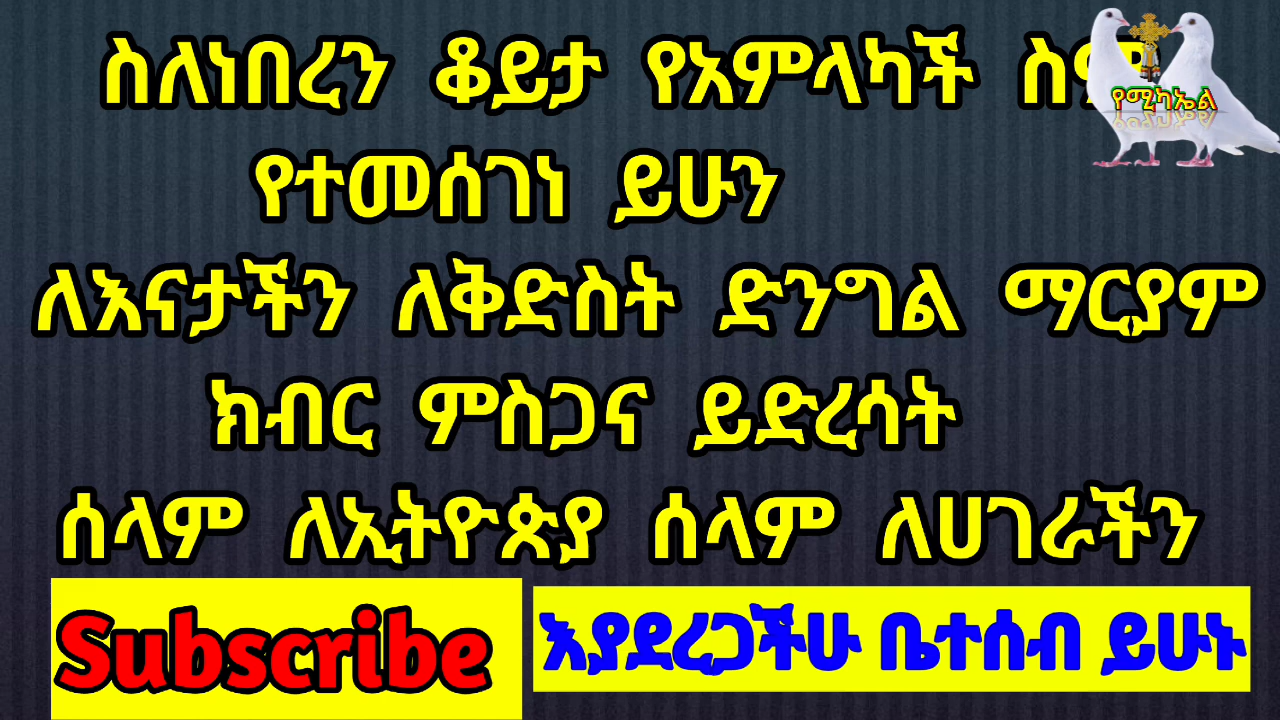 ስለነበረን ቆይታ የአምላካች ስም
የሚካኤል
የተመሰገነ ይሁን
ለእናታችን ለቅድስት ድንግል ማርያም
ክብር ምስጋና ይድረሳት
ሰላም ለኢትዮጵያ ሰላም ለሀገራችን
Subscribe እያደረጋችሁ ቤተሰብ ይሁኑ